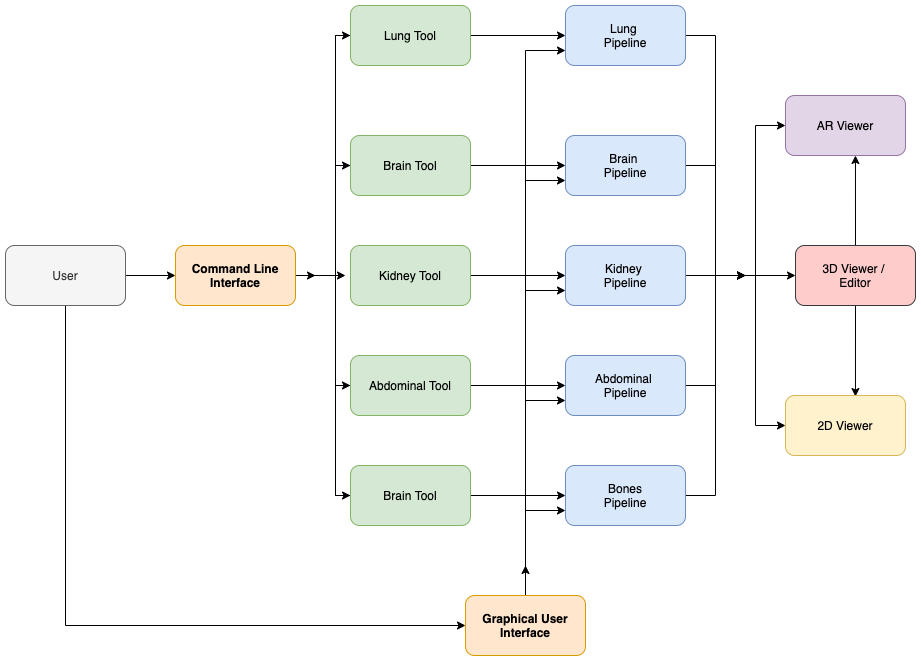 Lung Tool
Lung
Pipeline
AR Viewer
Brain Tool
Brain
Pipeline
User
Command Line
Interface
Kidney Tool
Kidney
Pipeline
3D Viewer /
Editor
Abdominal Tool
Abdominal
Pipeline
2D Viewer
Brain Tool
Bones
Pipeline
Graphical User
Interface